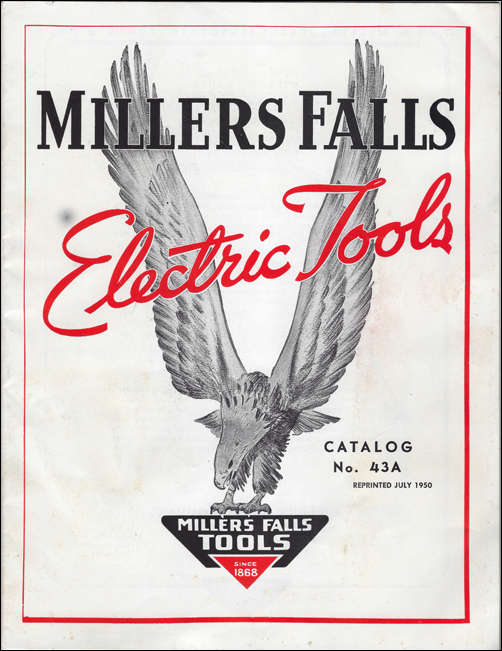 MILLERS FALLS
Electric Tools
CATALOG
No. 43A
REPRINTED JULY 1950
MILLERS FALLS
TOOLS
SINCE
1868